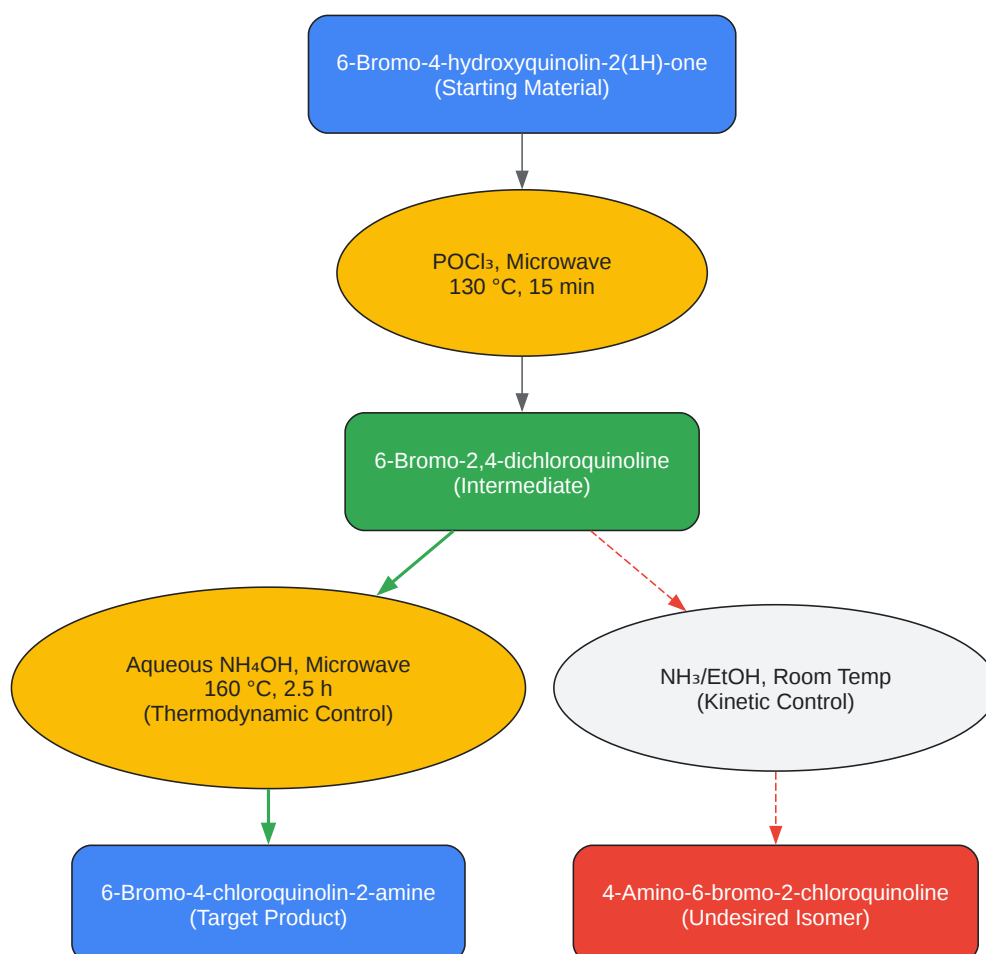 6-Bromo-4-hydroxyquinolin-2(1H)-one
(Starting Material)
POCl₃, Microwave
130 °C, 15 min
6-Bromo-2,4-dichloroquinoline
(Intermediate)
Aqueous NH₄OH, Microwave
160 °C, 2.5 h
(Thermodynamic Control)
NH₃/EtOH, Room Temp
(Kinetic Control)
6-Bromo-4-chloroquinolin-2-amine
(Target Product)
4-Amino-6-bromo-2-chloroquinoline
(Undesired Isomer)